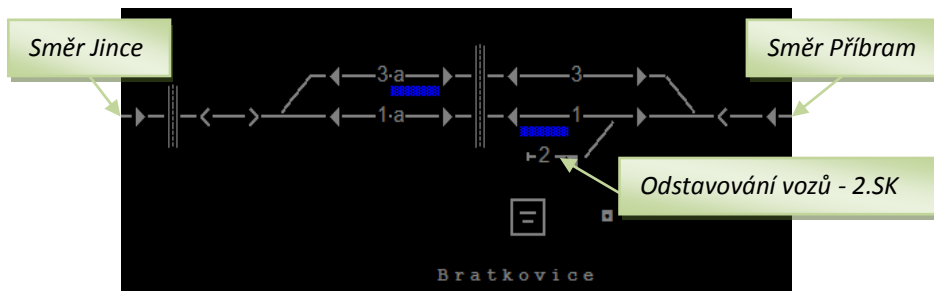 Směr Jince
Směr Příbram
3·a
3
1·a
1
2
Odstavování vozů - 2.SK
Bratkovice